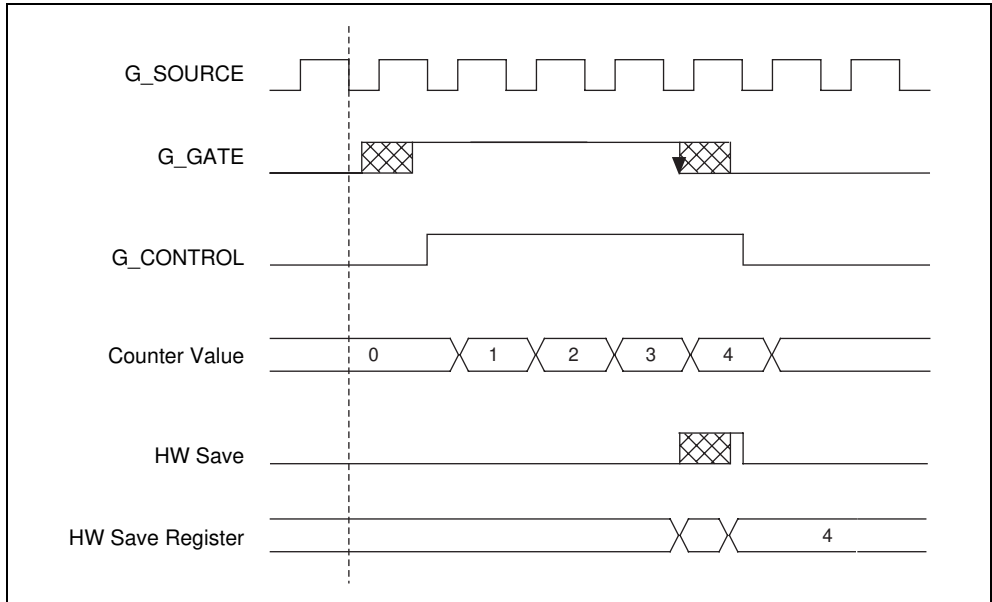 G_SOURCE
G_GATE
G_CONTROL
Counter Value 0 1 2 3 4
HW Save
HW Save Register 4